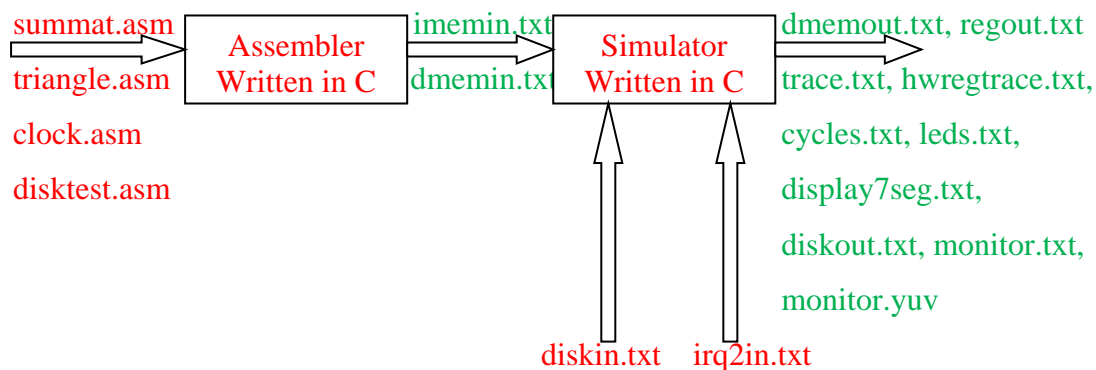 summat.asm
triangle.asm
clock.asm
disktest.asm
Assembler
Written in C
imemin.txt
dmemin.txt
Simulator
Written in C
dmemout.txt, regout.txt
trace.txt, hwregtrace.txt,
cycles.txt, leds.txt,
display7seg.txt,
diskout.txt, monitor.txt,
monitor.yuv
diskin.txt
irq2in.txt